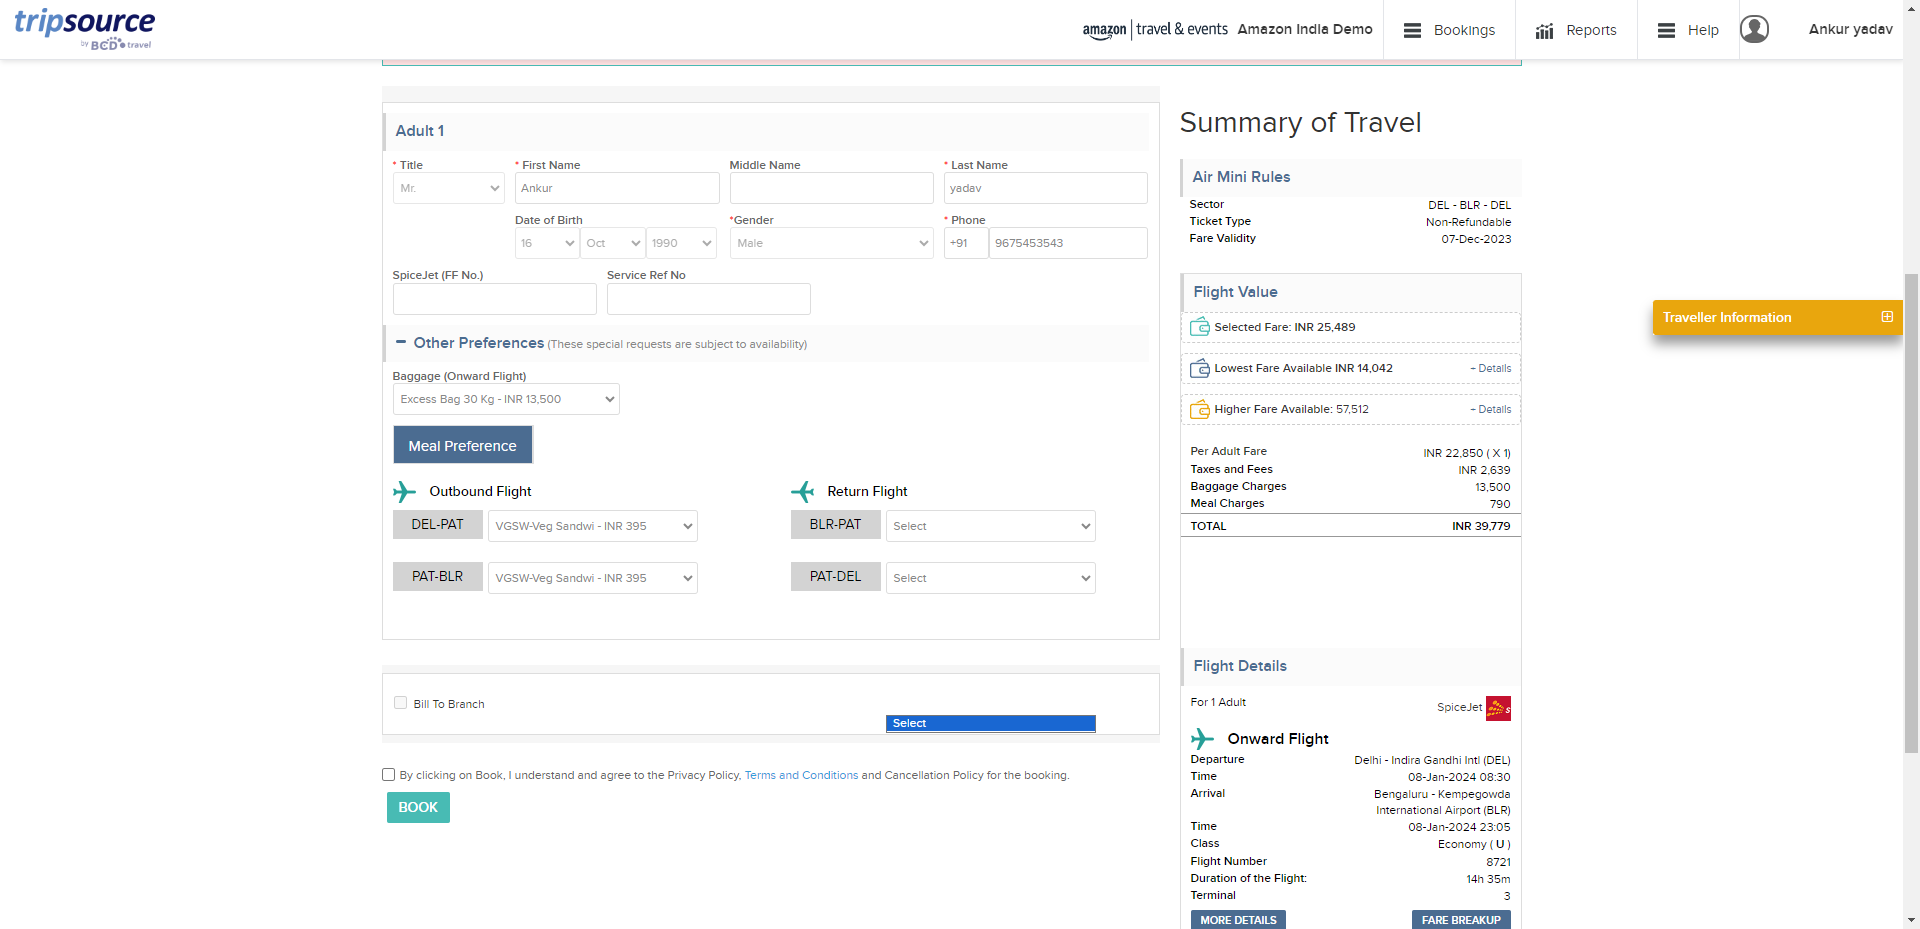 tripsource
by BCD travel
amazon travel & events
Amazon India Demo
Bookings
Reports
Help
Ankur yadav
Adult 1
* Title
* First Name
Middle Name
* Last Name
Mr.
Ankur
yadav
Date of Birth
*Gender
* Phone
16
Oct
1990
Male
+91
9675453543
SpiceJet (FF No.)
Service Ref No
Other Preferences (These special requests are subject to availability)
Baggage (Onward Flight)
Excess Bag 30 Kg - INR 13,500
Meal Preference
Outbound Flight
Return Flight
DEL-PAT
VGSW-Veg Sandwi - INR 395
BLR-PAT
Select
PAT-BLR
VGSW-Veg Sandwi - INR 395
PAT-DEL
Select
Bill To Branch
Select
By clicking on Book, I understand and agree to the Privacy Policy, Terms and Conditions and Cancellation Policy for the booking.
BOOK
Summary of Travel
Air Mini Rules
Sector DEL - BLR - DEL
Ticket Type Non-Refundable
Fare Validity 07-Dec-2023
Flight Value
Selected Fare: INR 25,489
Lowest Fare Available INR 14,042 + Details
Higher Fare Available: 57,512 + Details
Per Adult Fare INR 22,850 ( X 1)
Taxes and Fees INR 2,639
Baggage Charges 13,500
Meal Charges 790
TOTAL INR 39,779
Flight Details
For 1 Adult SpiceJet
Onward Flight
Departure Delhi - Indira Gandhi Intl (DEL)
Time 08-Jan-2024 08:30
Arrival Bengaluru - Kempegowda
International Airport (BLR)
Time 08-Jan-2024 23:05
Class Economy ( U )
Flight Number 8721
Duration of the Flight: 14h 35m
Terminal 3
MORE DETAILS
FARE BREAKUP
Traveller Information